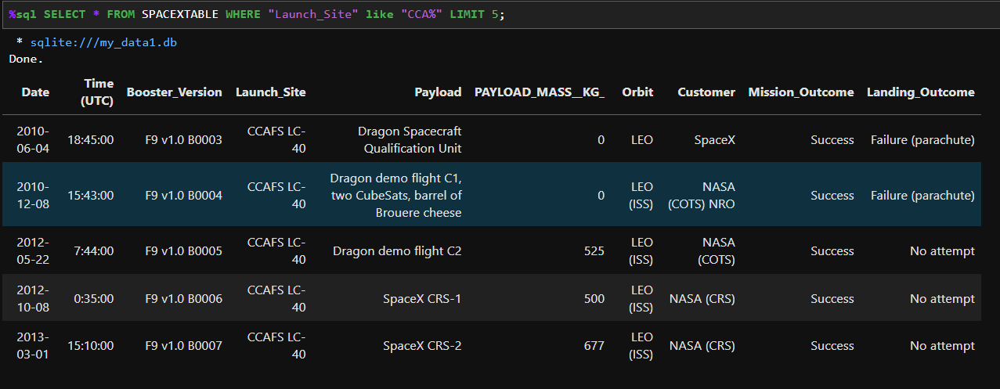 %sql SELECT * FROM SPACEXTABLE WHERE "Launch_Site" like "CCA%" LIMIT 5;
* sqlite:///my_data1.db
Done.
Date Time (UTC) Booster_Version Launch_Site Payload PAYLOAD_MASS__KG_ Orbit Customer Mission_Outcome Landing_Outcome
2010-06-04 18:45:00 F9 v1.0 B0003 CCAFS LC-40 Dragon Spacecraft Qualification Unit 0 LEO SpaceX Success Failure (parachute)
2010-12-08 15:43:00 F9 v1.0 B0004 CCAFS LC-40 Dragon demo flight C1, two CubeSats, barrel of Brouere cheese 0 LEO (ISS) NASA (COTS) NRO Success Failure (parachute)
2012-05-22 7:44:00 F9 v1.0 B0005 CCAFS LC-40 Dragon demo flight C2 525 LEO (ISS) NASA (COTS) Success No attempt
2012-10-08 0:35:00 F9 v1.0 B0006 CCAFS LC-40 SpaceX CRS-1 500 LEO (ISS) NASA (CRS) Success No attempt
2013-03-01 15:10:00 F9 v1.0 B0007 CCAFS LC-40 SpaceX CRS-2 677 LEO (ISS) NASA (CRS) Success No attempt